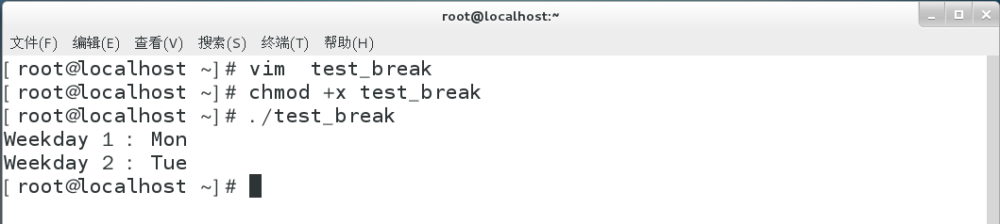 root@localhost:~
文件(F) 编辑(E) 查看(V) 搜索(S) 终端(T) 帮助(H)
[root@localhost ~]# vim  test_break
[root@localhost ~]# chmod +x test_break
[root@localhost ~]# ./test_break
Weekday 1 : Mon
Weekday 2 : Tue
[root@localhost ~]#